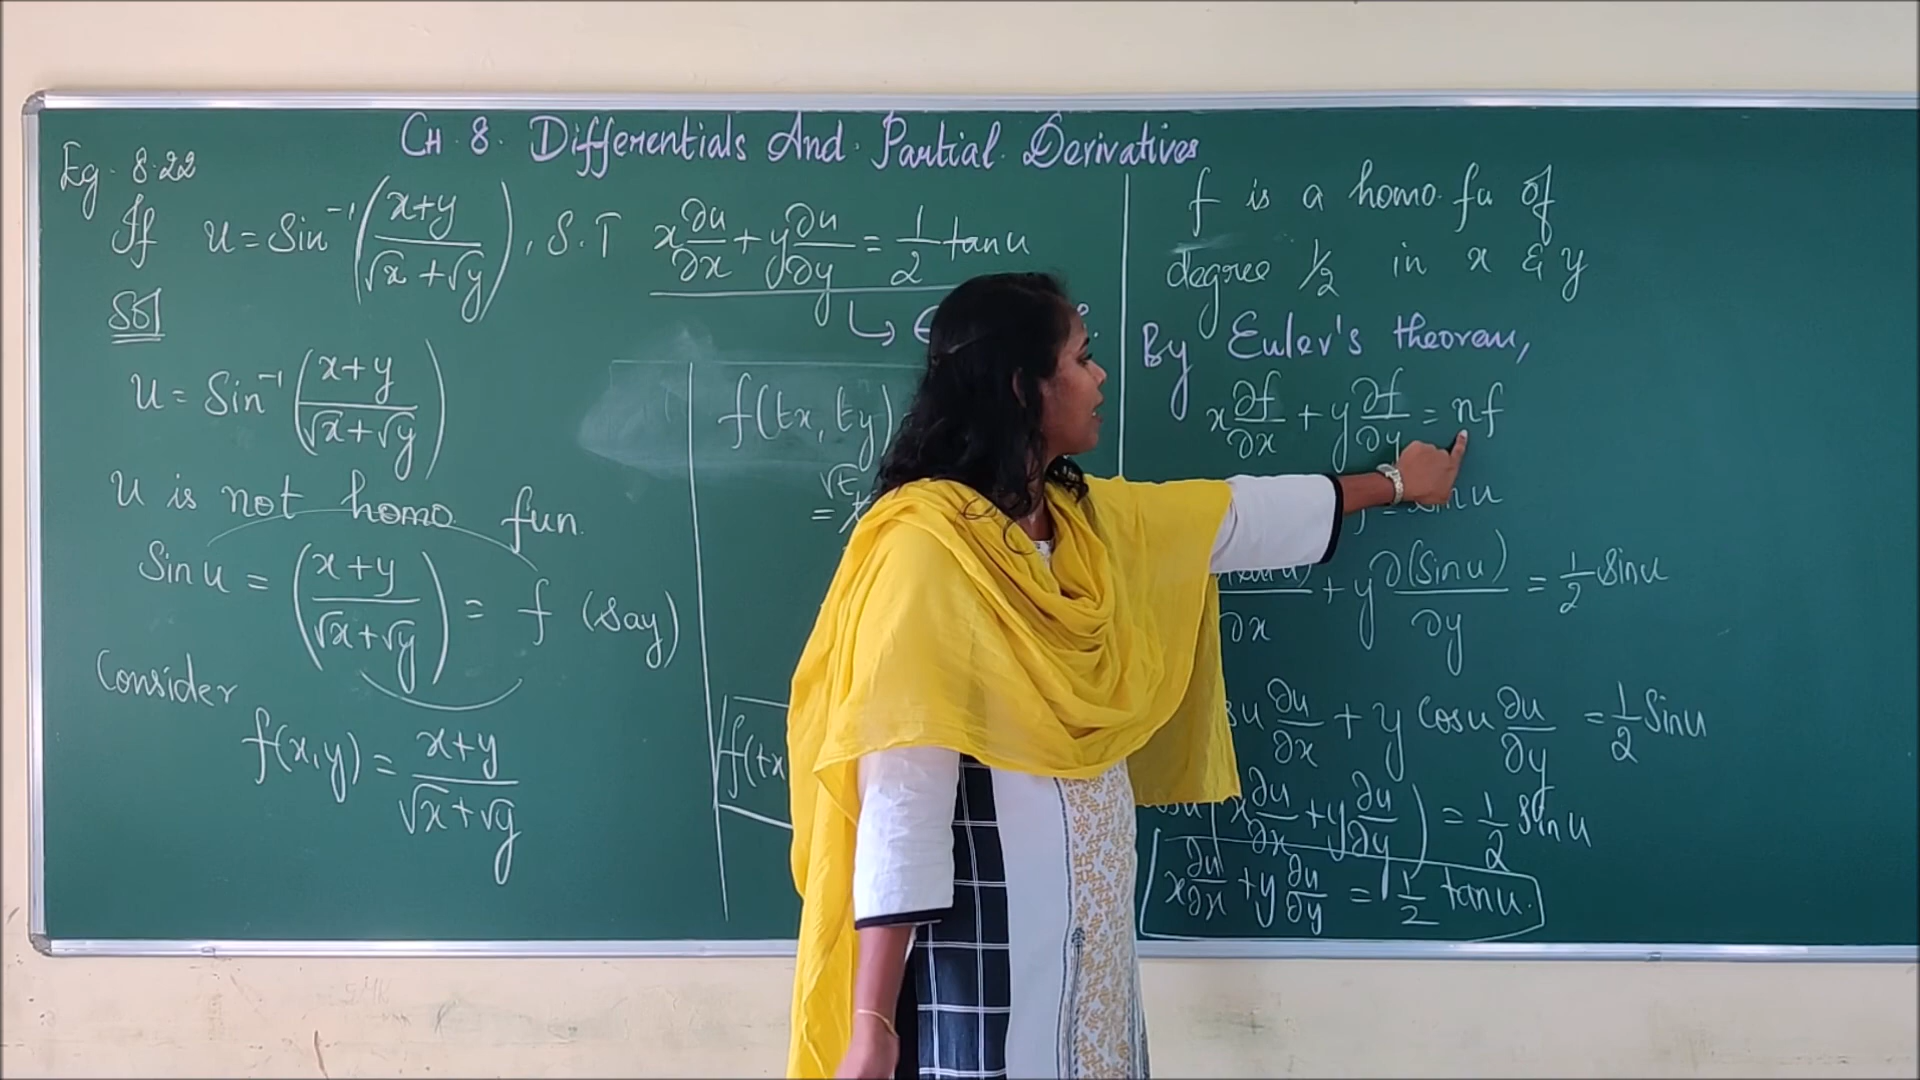 CH. 8. Differentials And Partial Derivatives
Eg. 8.22
If u = Sin⁻¹((x+y)/(√x+√y)), S.T x ∂u/∂x + y ∂u/∂y = 1/2 tan u
Sol
u = Sin⁻¹((x+y)/(√x+√y))
u is not homo. fun.
Sin u = ((x+y)/(√x+√y)) = f (say)
Consider
f(x,y) = (x+y)/(√x+√y)
f(tx, ty)
√t
=
f(tx
f is a homo. fu of
degree 1/2 in x & y
By Euler's theorem,
x ∂f/∂x + y ∂f/∂y = nf
= Sin u
∂x + y ∂(Sin u)/∂y = 1/2 Sin u
∂u/∂x + y Cos u ∂u/∂y = 1/2 Sin u
x ∂u/∂x + y ∂u/∂y) = 1/2 Sin u
x ∂u/∂x + y ∂u/∂y = 1/2 tan u.